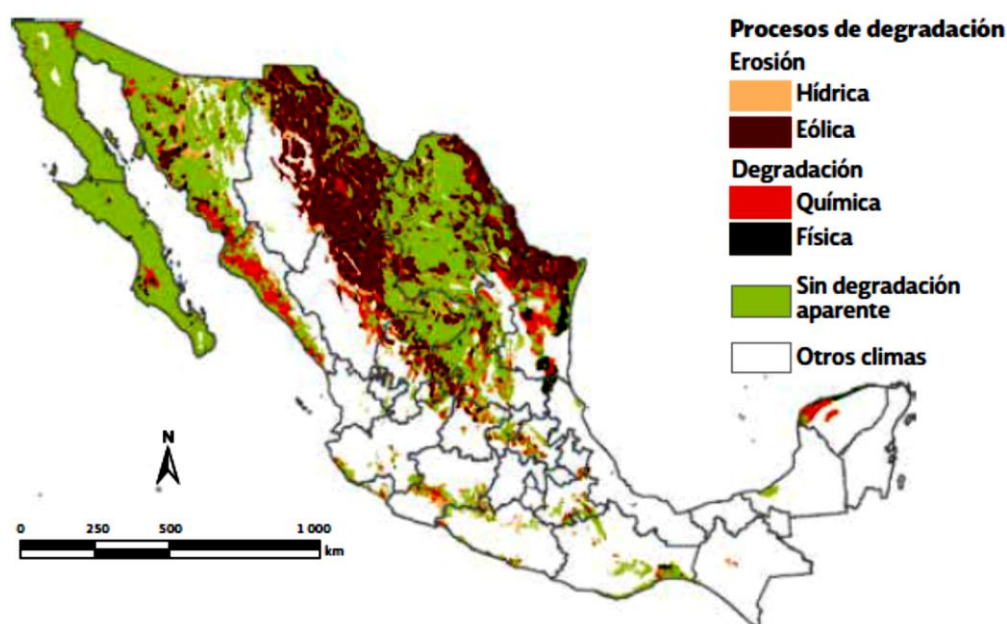 Procesos de degradación
Erosión
Hídrica
Eólica
Degradación
Química
Física
Sin degradación
aparente
Otros climas
N
0 250 500 1 000
km